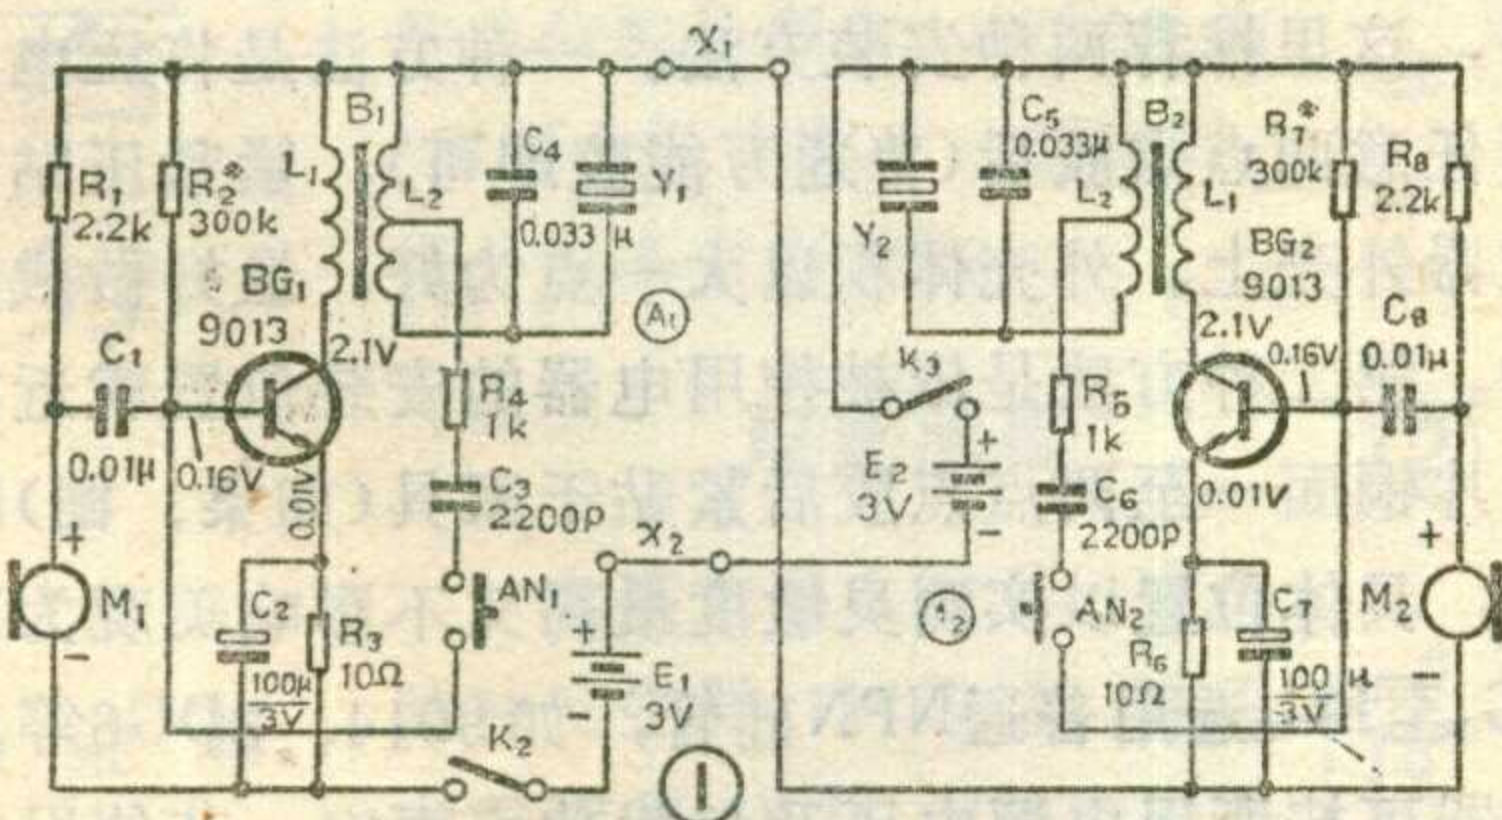 X₁
B₁
C₄
0.033μ
Y₁
L₁
L₂
R₁
2.2k
R₂*
300k
BG₁
9013
2.1V
A₁
C₁
0.01μ
0.16V
0.01V
R₄
1k
C₃
2200P
AN₁
M₁
+
-
C₂
100μ
3V
R₃
10Ω
K₂
+
E₁
3V
-
X₂
1
C₅
0.033μ
B₂
R₇*
300k
R₈
2.2k
Y₂
L₂
L₁
BG₂
9013
2.1V
0.16V
C₈
0.01μ
K₃
E₂
3V
+
-
R₅
1k
C₆
2200P
0.01V
AN₂
R₆
10Ω
C₇
100μ
3V
M₂
+
-